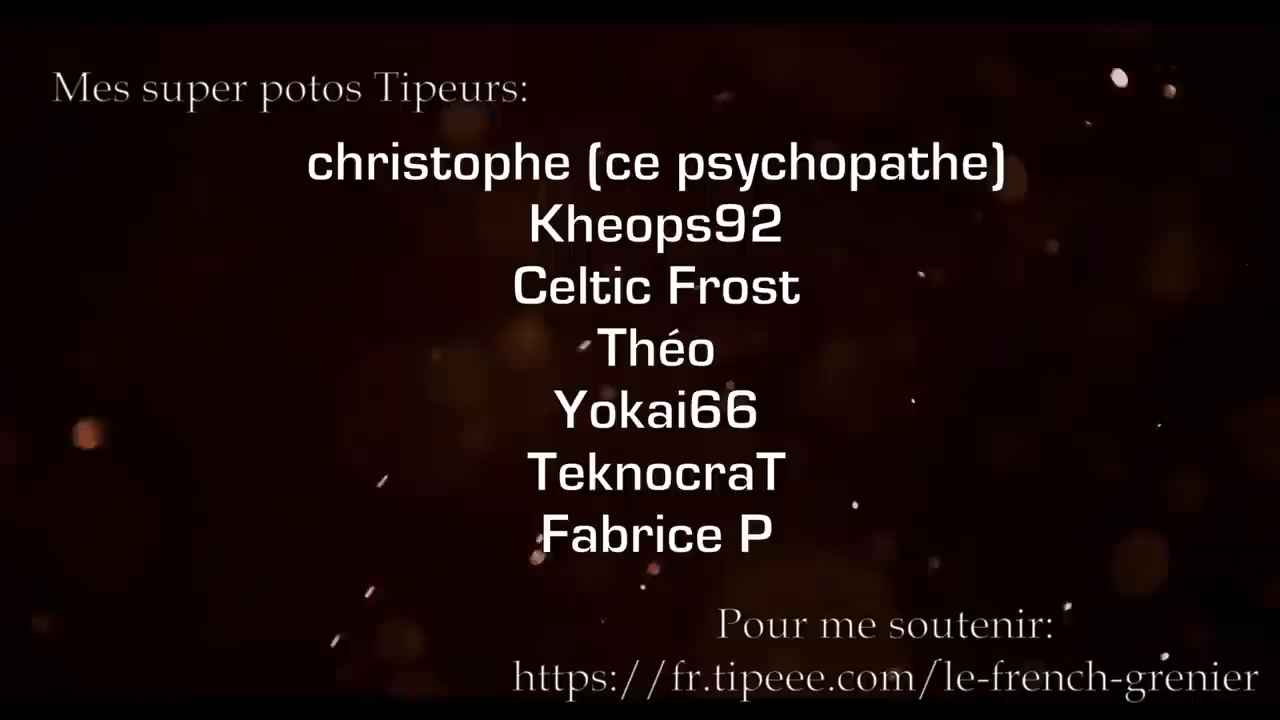 Mes super potos Tipeurs:
christophe (ce psychopathe)
Kheops92
Celtic Frost
Théo
Yokai66
TeknocraT
Fabrice P
Pour me soutenir:
https://fr.tipeee.com/le-french-grenier